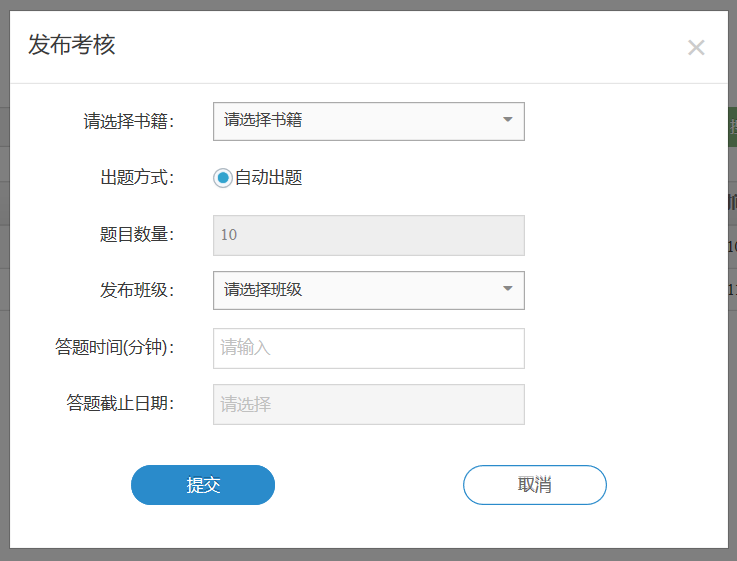 发布考核
请选择书籍： 请选择书籍
出题方式： 自动出题
题目数量： 10
发布班级： 请选择班级
答题时间(分钟)： 请输入
答题截止日期： 请选择
提交 取消